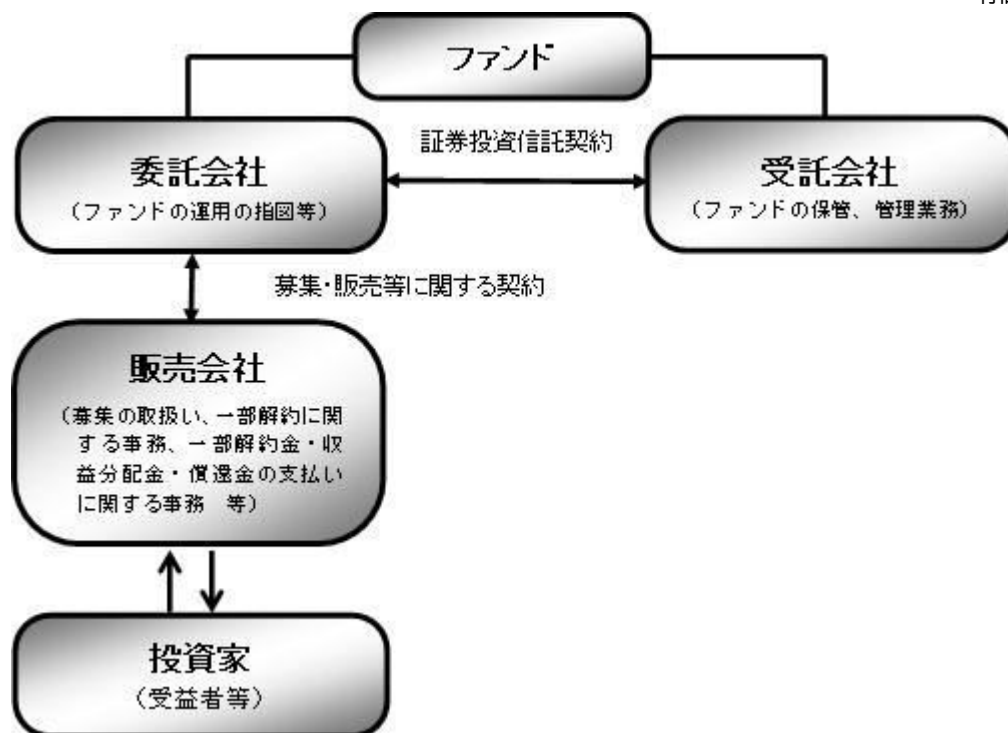 ファンド
証券投資信託契約
委託会社
（ファンドの運用の指図等）
受託会社
（ファンドの保管、管理業務）
募集・販売等に関する契約
販売会社
（募集の取扱い、一部解約に関
する事務、一部解約金・収
益分配金・償還金の支払い
に関する事務　等）
投資家
（受益者等）